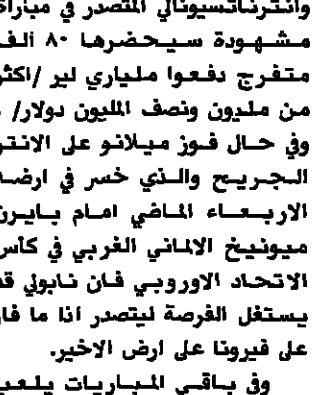 وانترناتسيونالي المتصدر في مباراة
مشهودة سيحضرها ٨٠ الف
متفرج دفعوا ملياري لير /اكثر
من مليون ونصف المليون دولار/
وفي حال فوز ميلانو على الانتر
الجريح والذي خسر في ارضه
الاربعاء الماضي امام بايرن
ميونيخ الالماني الغربي في كأس
الاتحاد الاوروبي فان نابولي قد
يستغل الفرصة ليتصدر اذا ما فاز
على فيرونا على ارض الاخير.
وفي باقي المباريات يلعب